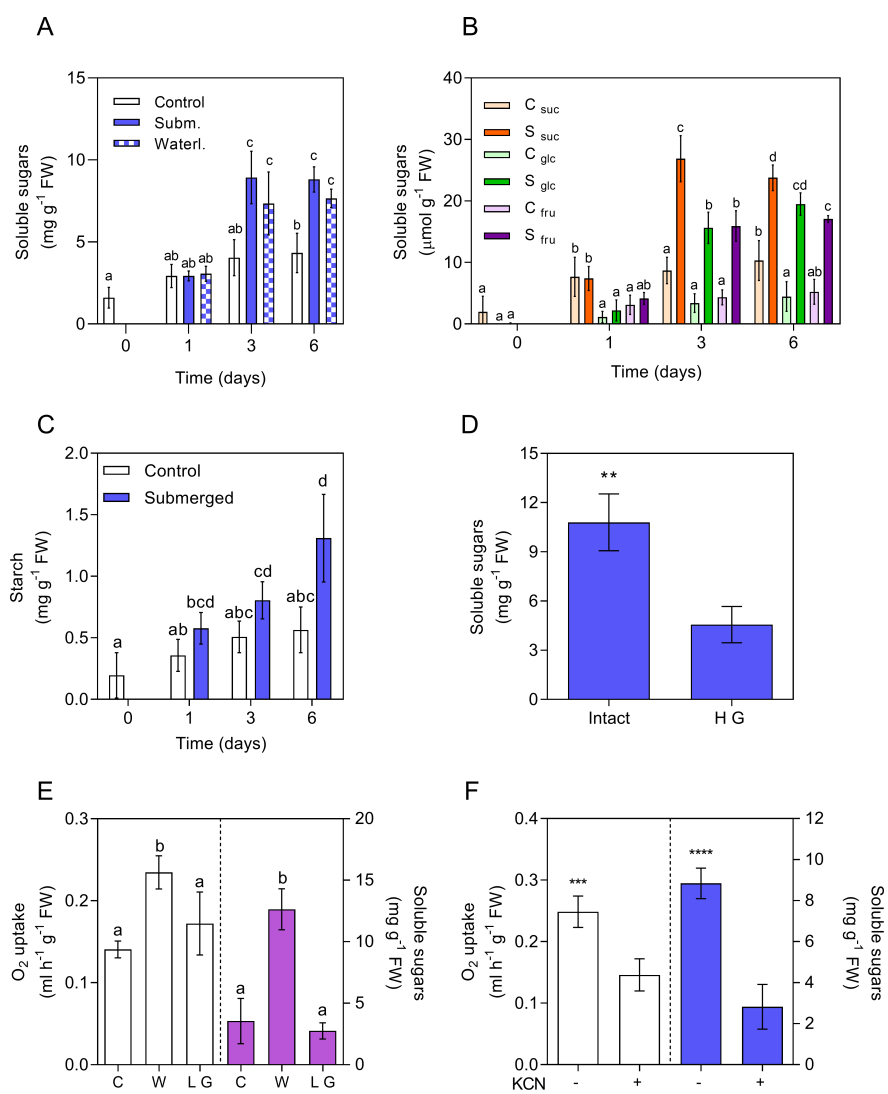 A
Soluble sugars
(mg g-1 FW)
15
10
5
0
Control
Subm.
Waterl.
a
ab
ab
ab
ab
c
c
b
c
c
0
1
3
6
Time (days)
B
Soluble sugars
(μmol g-1 FW)
40
30
20
10
0
C suc
S suc
C glc
S glc
C fru
S fru
a
a
a
b
b
a
a
ab
ab
a
c
a
b
a
b
b
d
a
cd
ab
c
0
1
3
6
Time (days)
C
Starch
(mg g-1 FW)
2.0
1.5
1.0
0.5
0.0
Control
Submerged
a
ab
bcd
abc
cd
abc
d
0
1
3
6
Time (days)
D
Soluble sugars
(mg g-1 FW)
15
12
9
6
3
0
**
Intact
H G
E
O2 uptake
(ml h-1 g-1 FW)
0.3
0.2
0.1
0.0
a
b
a
a
b
a
C
W
L G
C
W
L G
20
15
10
5
0
Soluble sugars
(mg g-1 FW)
F
O2 uptake
(ml h-1 g-1 FW)
0.4
0.3
0.2
0.1
0.0
***
****
KCN - + - +
12
10
8
6
4
2
0
Soluble sugars
(mg g-1 FW)